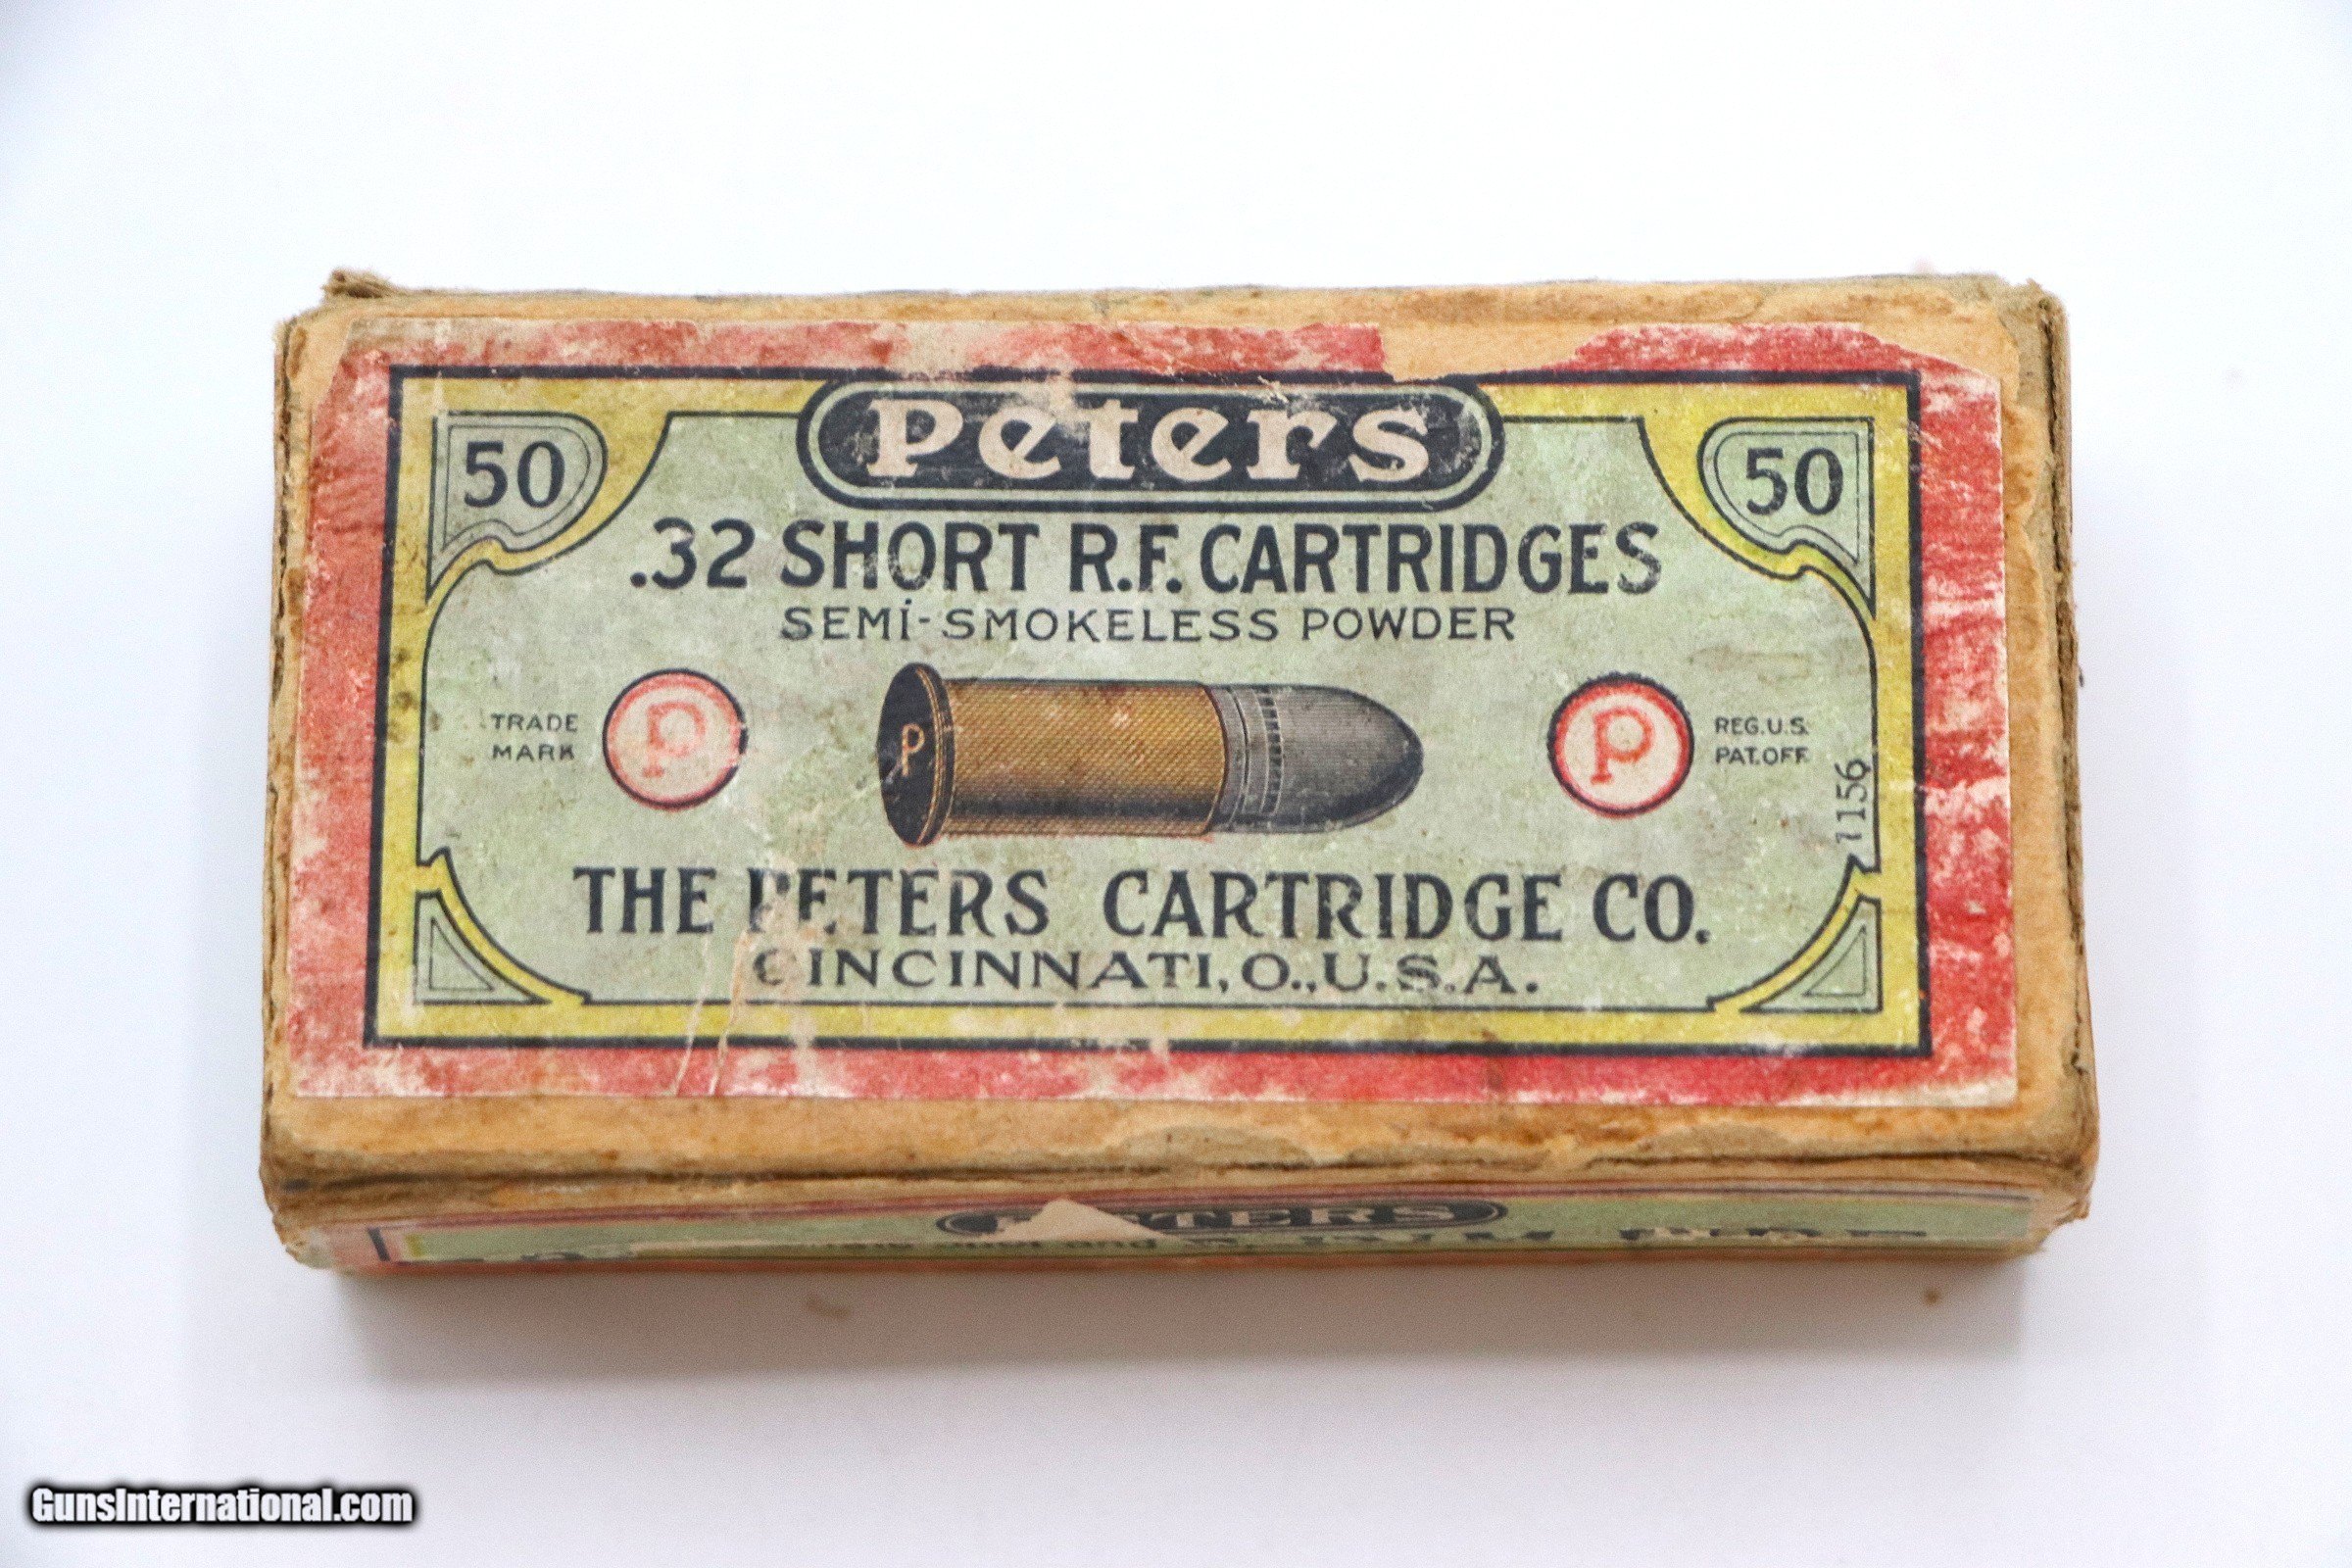 Peters
50
50
.32 SHORT R.F. CARTRIDGES
SEMI-SMOKELESS POWDER
TRADE
MARK
P
P
P
REG.U.S.
PAT.OFF.
1156
THE PETERS CARTRIDGE CO.
CINCINNATI, O., U.S.A.
PETERS
GunsInternational.com